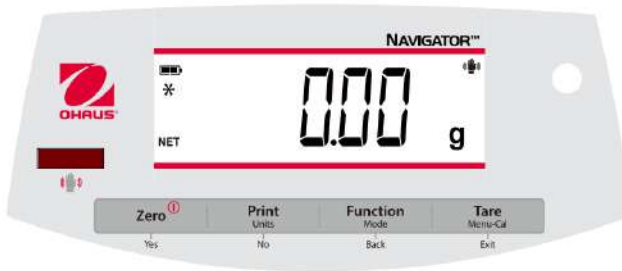 NAVIGATOR™
OHAUS®
*
NET
0.00 g
Zero
Print
Units
Function
Mode
Tare
Menu-Cal
Yes
No
Back
Exit